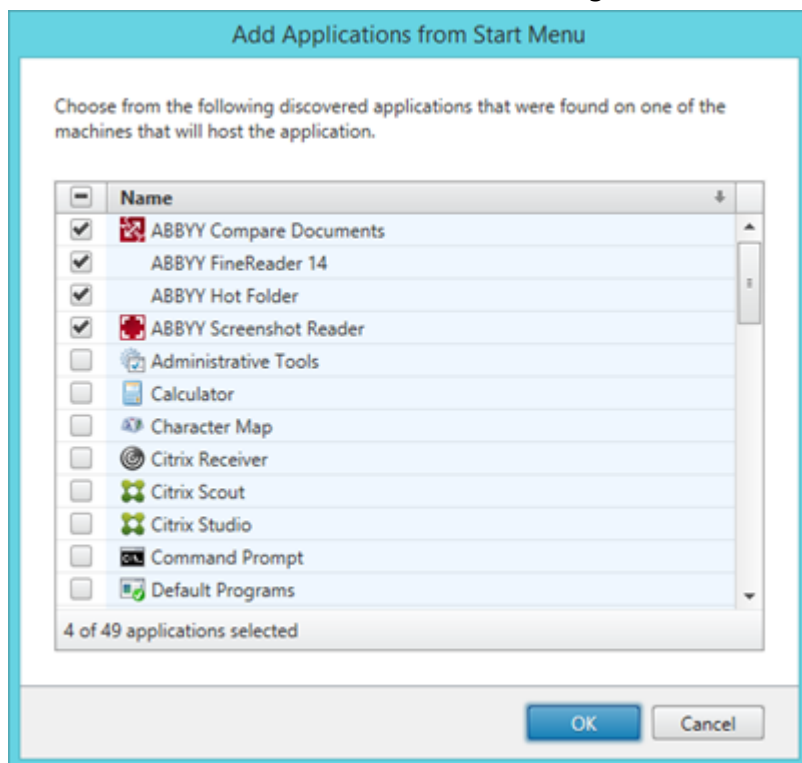 Add Applications from Start Menu
Choose from the following discovered applications that were found on one of the
machines that will host the application.
Name
ABBYY Compare Documents
ABBYY FineReader 14
ABBYY Hot Folder
ABBYY Screenshot Reader
Administrative Tools
Calculator
Character Map
Citrix Receiver
Citrix Scout
Citrix Studio
Command Prompt
Default Programs
4 of 49 applications selected
OK Cancel